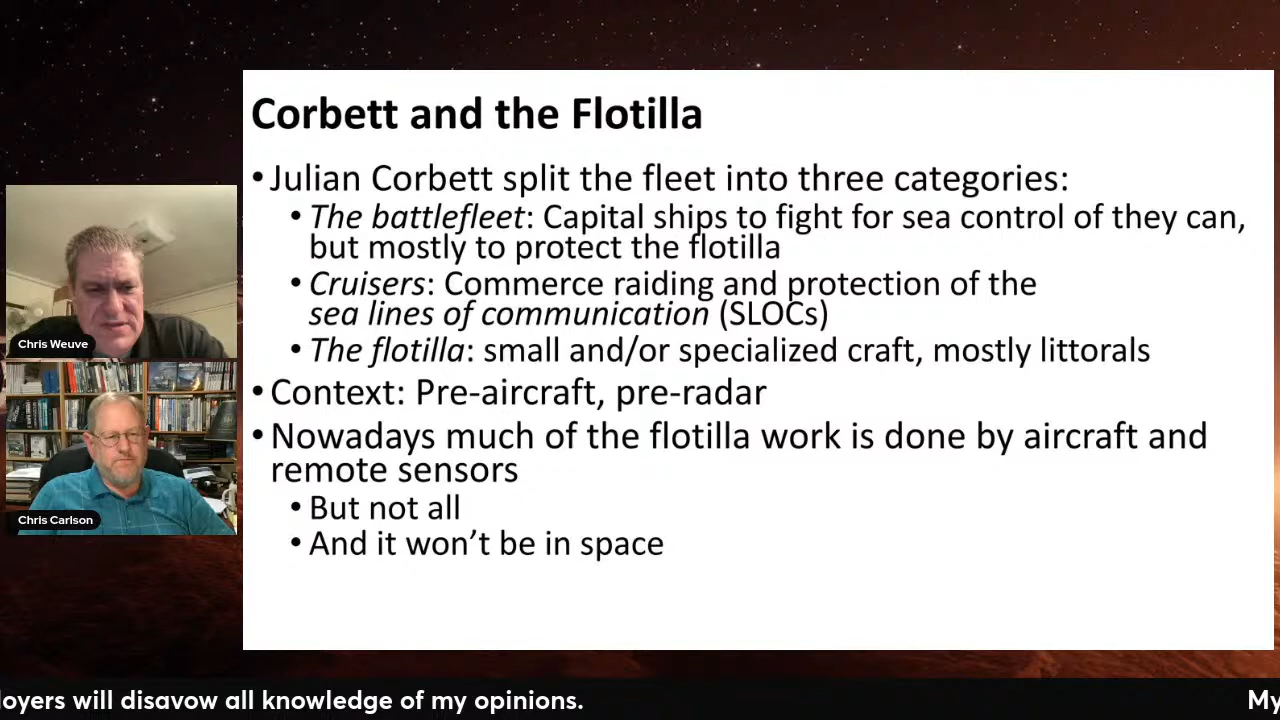 Corbett and the Flotilla
• Julian Corbett split the fleet into three categories:
• The battlefleet: Capital ships to fight for sea control of they can,
but mostly to protect the flotilla
• Cruisers: Commerce raiding and protection of the
sea lines of communication (SLOCs)
• The flotilla: small and/or specialized craft, mostly littorals
• Context: Pre-aircraft, pre-radar
• Nowadays much of the flotilla work is done by aircraft and
remote sensors
• But not all
• And it won’t be in space
Chris Weuve
Chris Carlson
loyers will disavow all knowledge of my opinions.
My